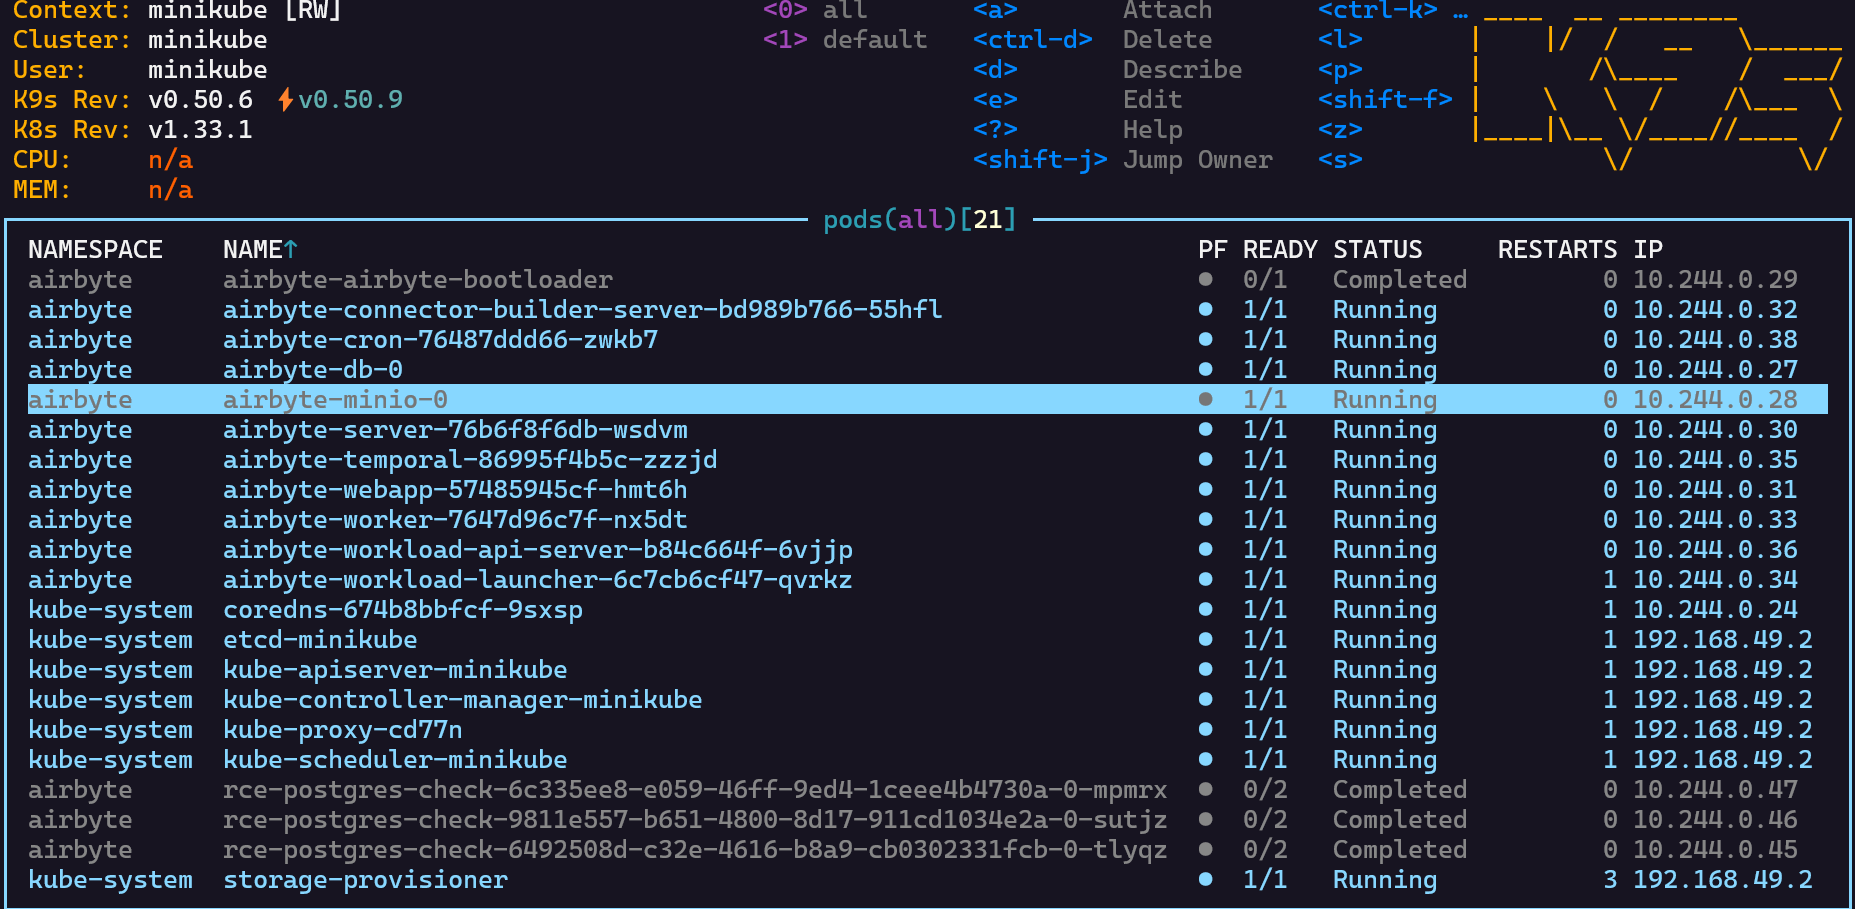 Context: minikube [RW] <0> all <a> Attach <ctrl-k> …
Cluster: minikube <1> default <ctrl-d> Delete <l>
User: minikube <d> Describe <p>
K9s Rev: v0.50.6 ⚡v0.50.9 <e> Edit <shift-f>
K8s Rev: v1.33.1 <?> Help <z>
CPU: n/a <shift-j> Jump Owner <s>
MEM: n/a
pods(all)[21]
NAMESPACE NAME↑ PF READY STATUS RESTARTS IP
airbyte airbyte-airbyte-bootloader ● 0/1 Completed 0 10.244.0.29
airbyte airbyte-connector-builder-server-bd989b766-55hfl ● 1/1 Running 0 10.244.0.32
airbyte airbyte-cron-76487ddd66-zwkb7 ● 1/1 Running 0 10.244.0.38
airbyte airbyte-db-0 ● 1/1 Running 0 10.244.0.27
airbyte airbyte-minio-0 ● 1/1 Running 0 10.244.0.28
airbyte airbyte-server-76b6f8f6db-wsdvm ● 1/1 Running 0 10.244.0.30
airbyte airbyte-temporal-86995f4b5c-zzzjd ● 1/1 Running 0 10.244.0.35
airbyte airbyte-webapp-57485945cf-hmt6h ● 1/1 Running 0 10.244.0.31
airbyte airbyte-worker-7647d96c7f-nx5dt ● 1/1 Running 0 10.244.0.33
airbyte airbyte-workload-api-server-b84c664f-6vjjp ● 1/1 Running 0 10.244.0.36
airbyte airbyte-workload-launcher-6c7cb6cf47-qvrkz ● 1/1 Running 1 10.244.0.34
kube-system coredns-674b8bbfcf-9sxsp ● 1/1 Running 1 10.244.0.24
kube-system etcd-minikube ● 1/1 Running 1 192.168.49.2
kube-system kube-apiserver-minikube ● 1/1 Running 1 192.168.49.2
kube-system kube-controller-manager-minikube ● 1/1 Running 1 192.168.49.2
kube-system kube-proxy-cd77n ● 1/1 Running 1 192.168.49.2
kube-system kube-scheduler-minikube ● 1/1 Running 1 192.168.49.2
airbyte rce-postgres-check-6c335ee8-e059-46ff-9ed4-1ceee4b4730a-0-mpmrx ● 0/2 Completed 0 10.244.0.47
airbyte rce-postgres-check-9811e557-b651-4800-8d17-911cd1034e2a-0-sutjz ● 0/2 Completed 0 10.244.0.46
airbyte rce-postgres-check-6492508d-c32e-4616-b8a9-cb0302331fcb-0-tlyqz ● 0/2 Completed 0 10.244.0.45
kube-system storage-provisioner ● 1/1 Running 3 192.168.49.2